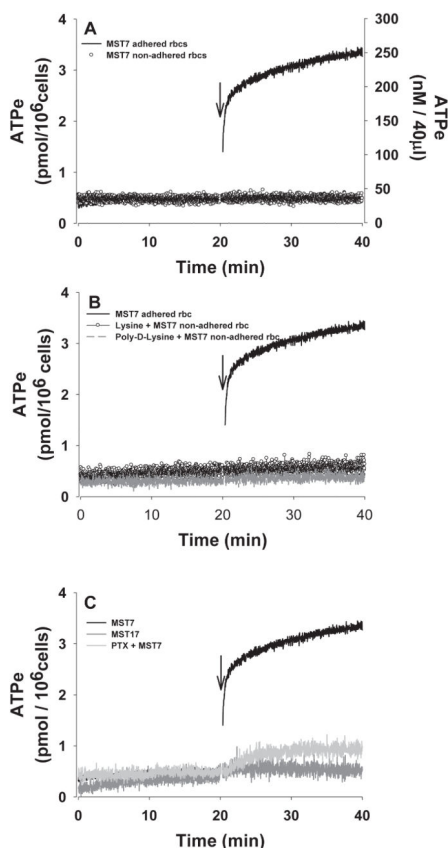 A
MST7 adhered rbcs
MST7 non-adhered rbcs
ATPe
(pmol/10⁶cells)
4
3
2
1
0
300
250
200
150
100
50
0
ATPe
(nM / 40µl)
0 10 20 30 40
Time (min)
B
MST7 adhered rbc
Lysine + MST7 non-adhered rbc
Poly-D-Lysine + MST7 non-adhered rbc
ATPe
(pmol/10⁶ cells)
4
3
2
1
0
0 10 20 30 40
Time (min)
C
MST7
MST17
PTX + MST7
ATPe
(pmol / 10⁶cells)
4
3
2
1
0
0 10 20 30 40
Time (min)